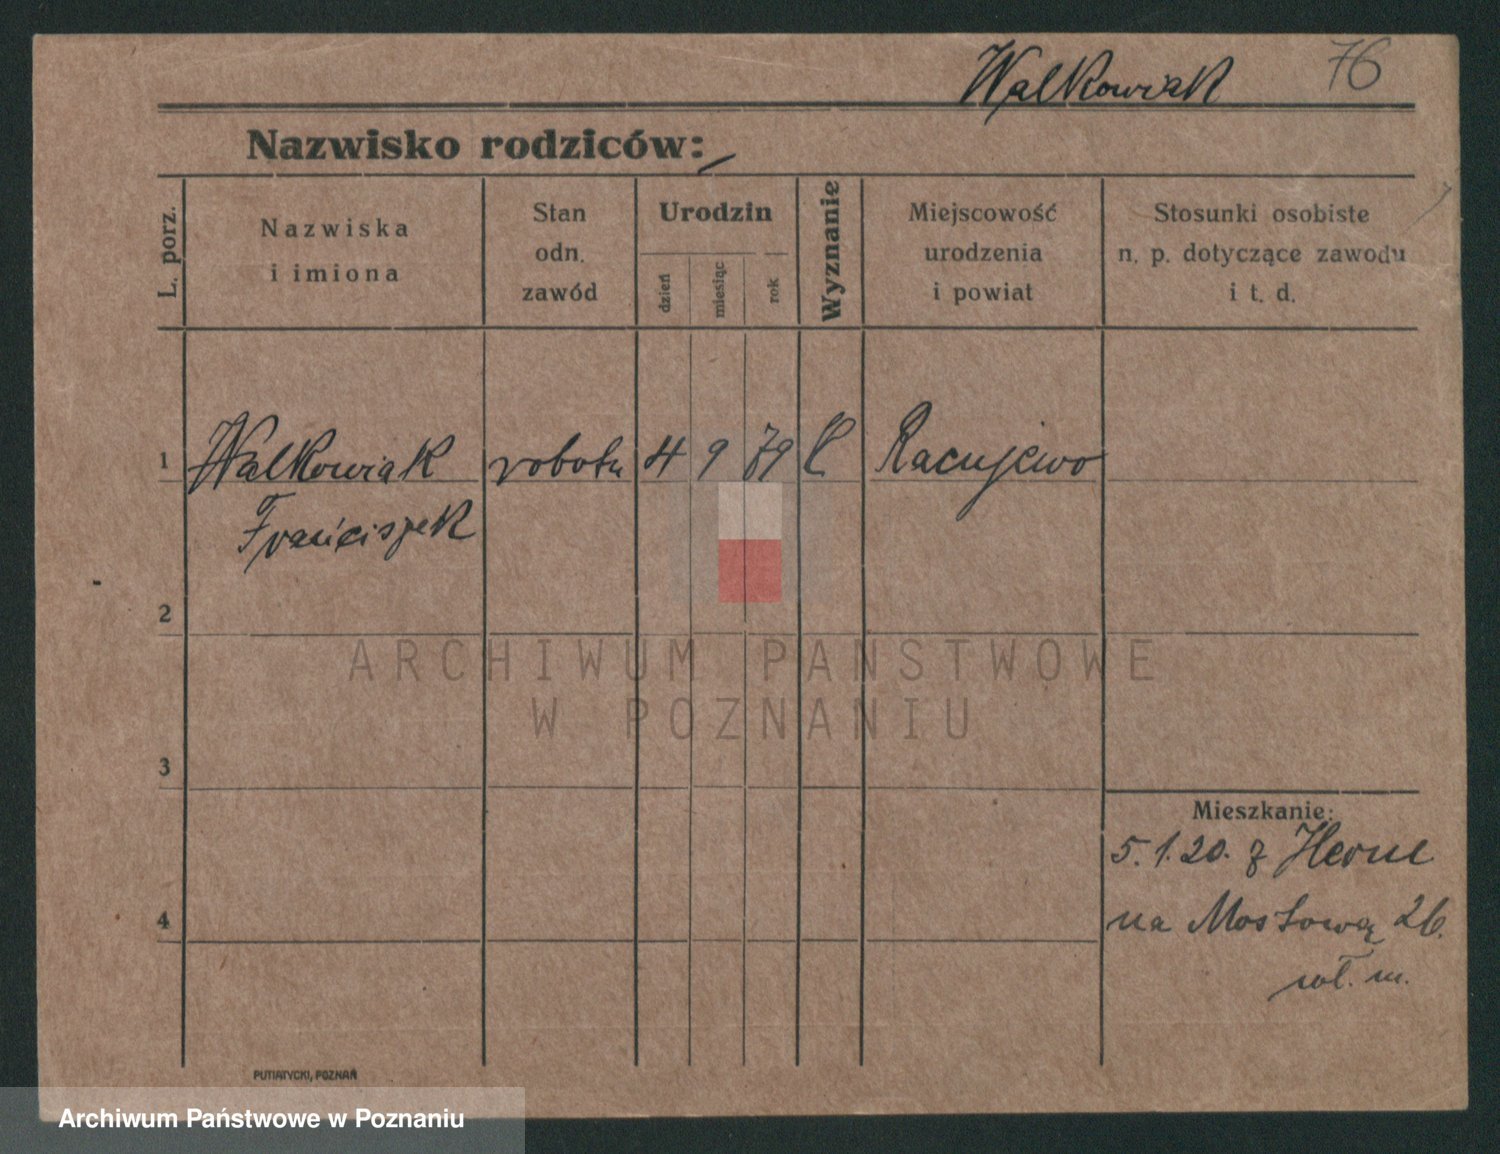 Walkowiak 76
Nazwisko rodziców: /
L. porz.
Nazwiska
i imiona
Stan
odn.
zawód
Urodzin
dzień
miesiąc
rok
Wyznanie
Miejscowość
urodzenia
i powiat
Stosunki osobiste
n. p. dotyczące zawodu
i t. d.
1 Walkowiak robotn 4 9 79 K Racujewo
Franciszek
2
ARCHIWUM PAŃSTWOWE
W POZNANIU
3
Mieszkanie:
5.1.20. z Herne
4
na Mostową 26.
m.
PUTIATYCKI, POZNAŃ
Archiwum Państwowe w Poznaniu